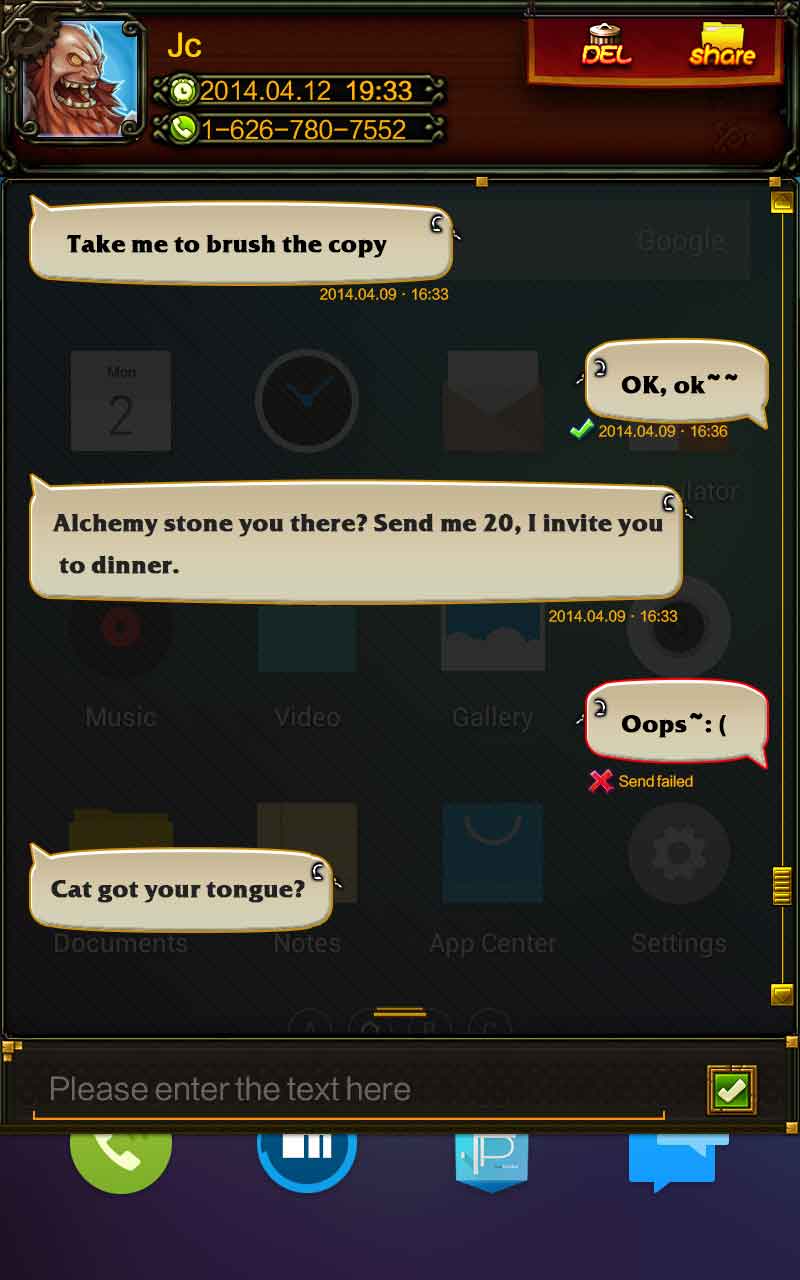 Jc
DEL
share
2014.04.12 19:33
1-626-780-7552
Take me to brush the copy
Google
2014.04.09 · 16:33
Mon
2
OK, ok~~
2014.04.09 · 16:36
Alchemy stone you there? Send me 20, I invite you
to dinner.
2014.04.09 · 16:33
Music
Video
Gallery
Oops~: (
Send failed
Cat got your tongue?
Documents
Notes
App Center
Settings
Please enter the text here